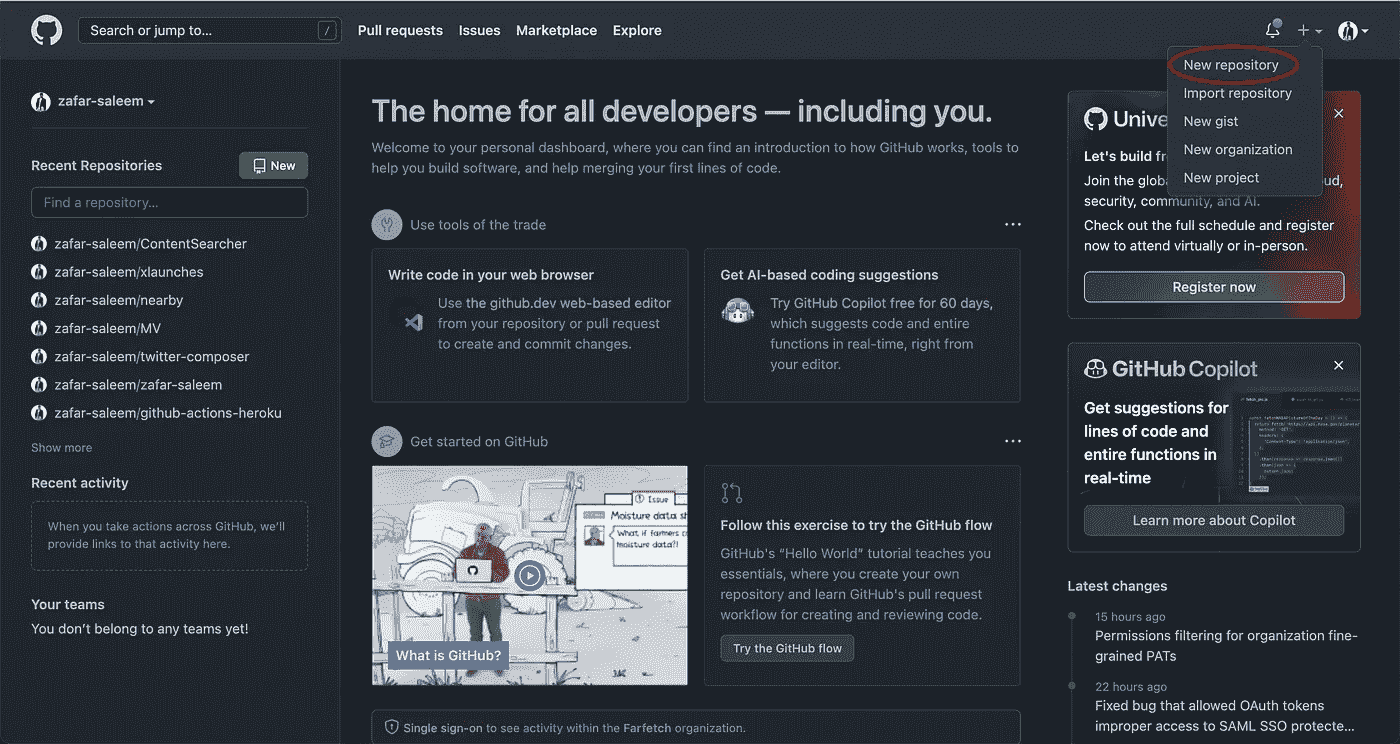 Search or jump to... /
Pull requests
Issues
Marketplace
Explore
New repository
Import repository
New gist
New organization
New project
zafar-saleem
Recent Repositories
New
Find a repository...
zafar-saleem/ContentSearcher
zafar-saleem/xlaunches
zafar-saleem/nearby
zafar-saleem/MV
zafar-saleem/twitter-composer
zafar-saleem/zafar-saleem
zafar-saleem/github-actions-heroku
Show more
Recent activity
When you take actions across GitHub, we'll
provide links to that activity here.
Your teams
You don't belong to any teams yet!
The home for all developers — including you.
Welcome to your personal dashboard, where you can find an introduction to how GitHub works, tools to
help you build software, and help merging your first lines of code.
Use tools of the trade
Write code in your web browser
Use the github.dev web-based editor
from your repository or pull request
to create and commit changes.
Get AI-based coding suggestions
Try GitHub Copilot free for 60 days,
which suggests code and entire
functions in real-time, right from
your editor.
Get started on GitHub
Issue
Moisture data
What if farmers
moisture data?!
What is GitHub?
Follow this exercise to try the GitHub flow
GitHub's “Hello World” tutorial teaches you
essentials, where you create your own
repository and learn GitHub's pull request
workflow for creating and reviewing code.
Try the GitHub flow
Single sign-on to see activity within the Farfetch organization.
Let's build
Join the
security, community, and AI.
Check out the full schedule and register
now to attend virtually or in-person.
Register now
GitHub Copilot
Get suggestions for
lines of code and
entire functions in
real-time
Learn more about Copilot
Latest changes
15 hours ago
Permissions filtering for organization fine-
grained PATs
22 hours ago
Fixed bug that allowed OAuth tokens
improper access to SAML SSO protecte...